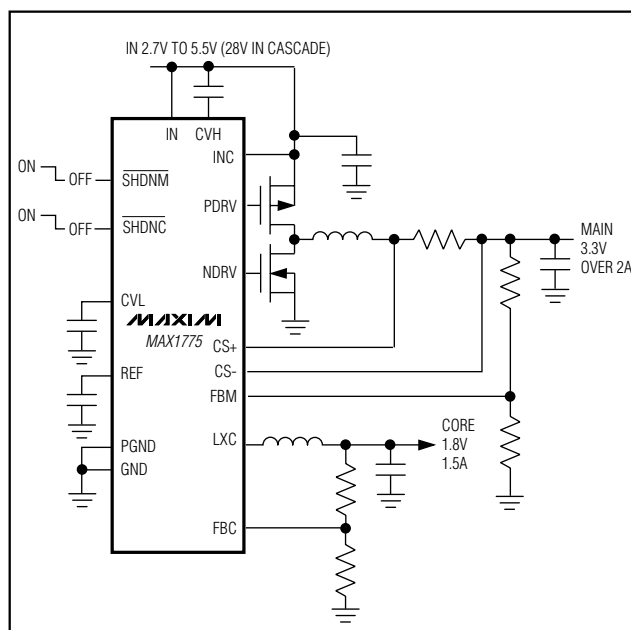 IN 2.7V TO 5.5V (28V IN CASCADE)
IN
CVH
INC
ON
OFF
SHDNM
PDRV
ON
OFF
SHDNC
MAIN
3.3V
OVER 2A
NDRV
CVL
MAXIM
MAX1775
CS+
REF
CS-
FBM
LXC
CORE
1.8V
1.5A
PGND
GND
FBC